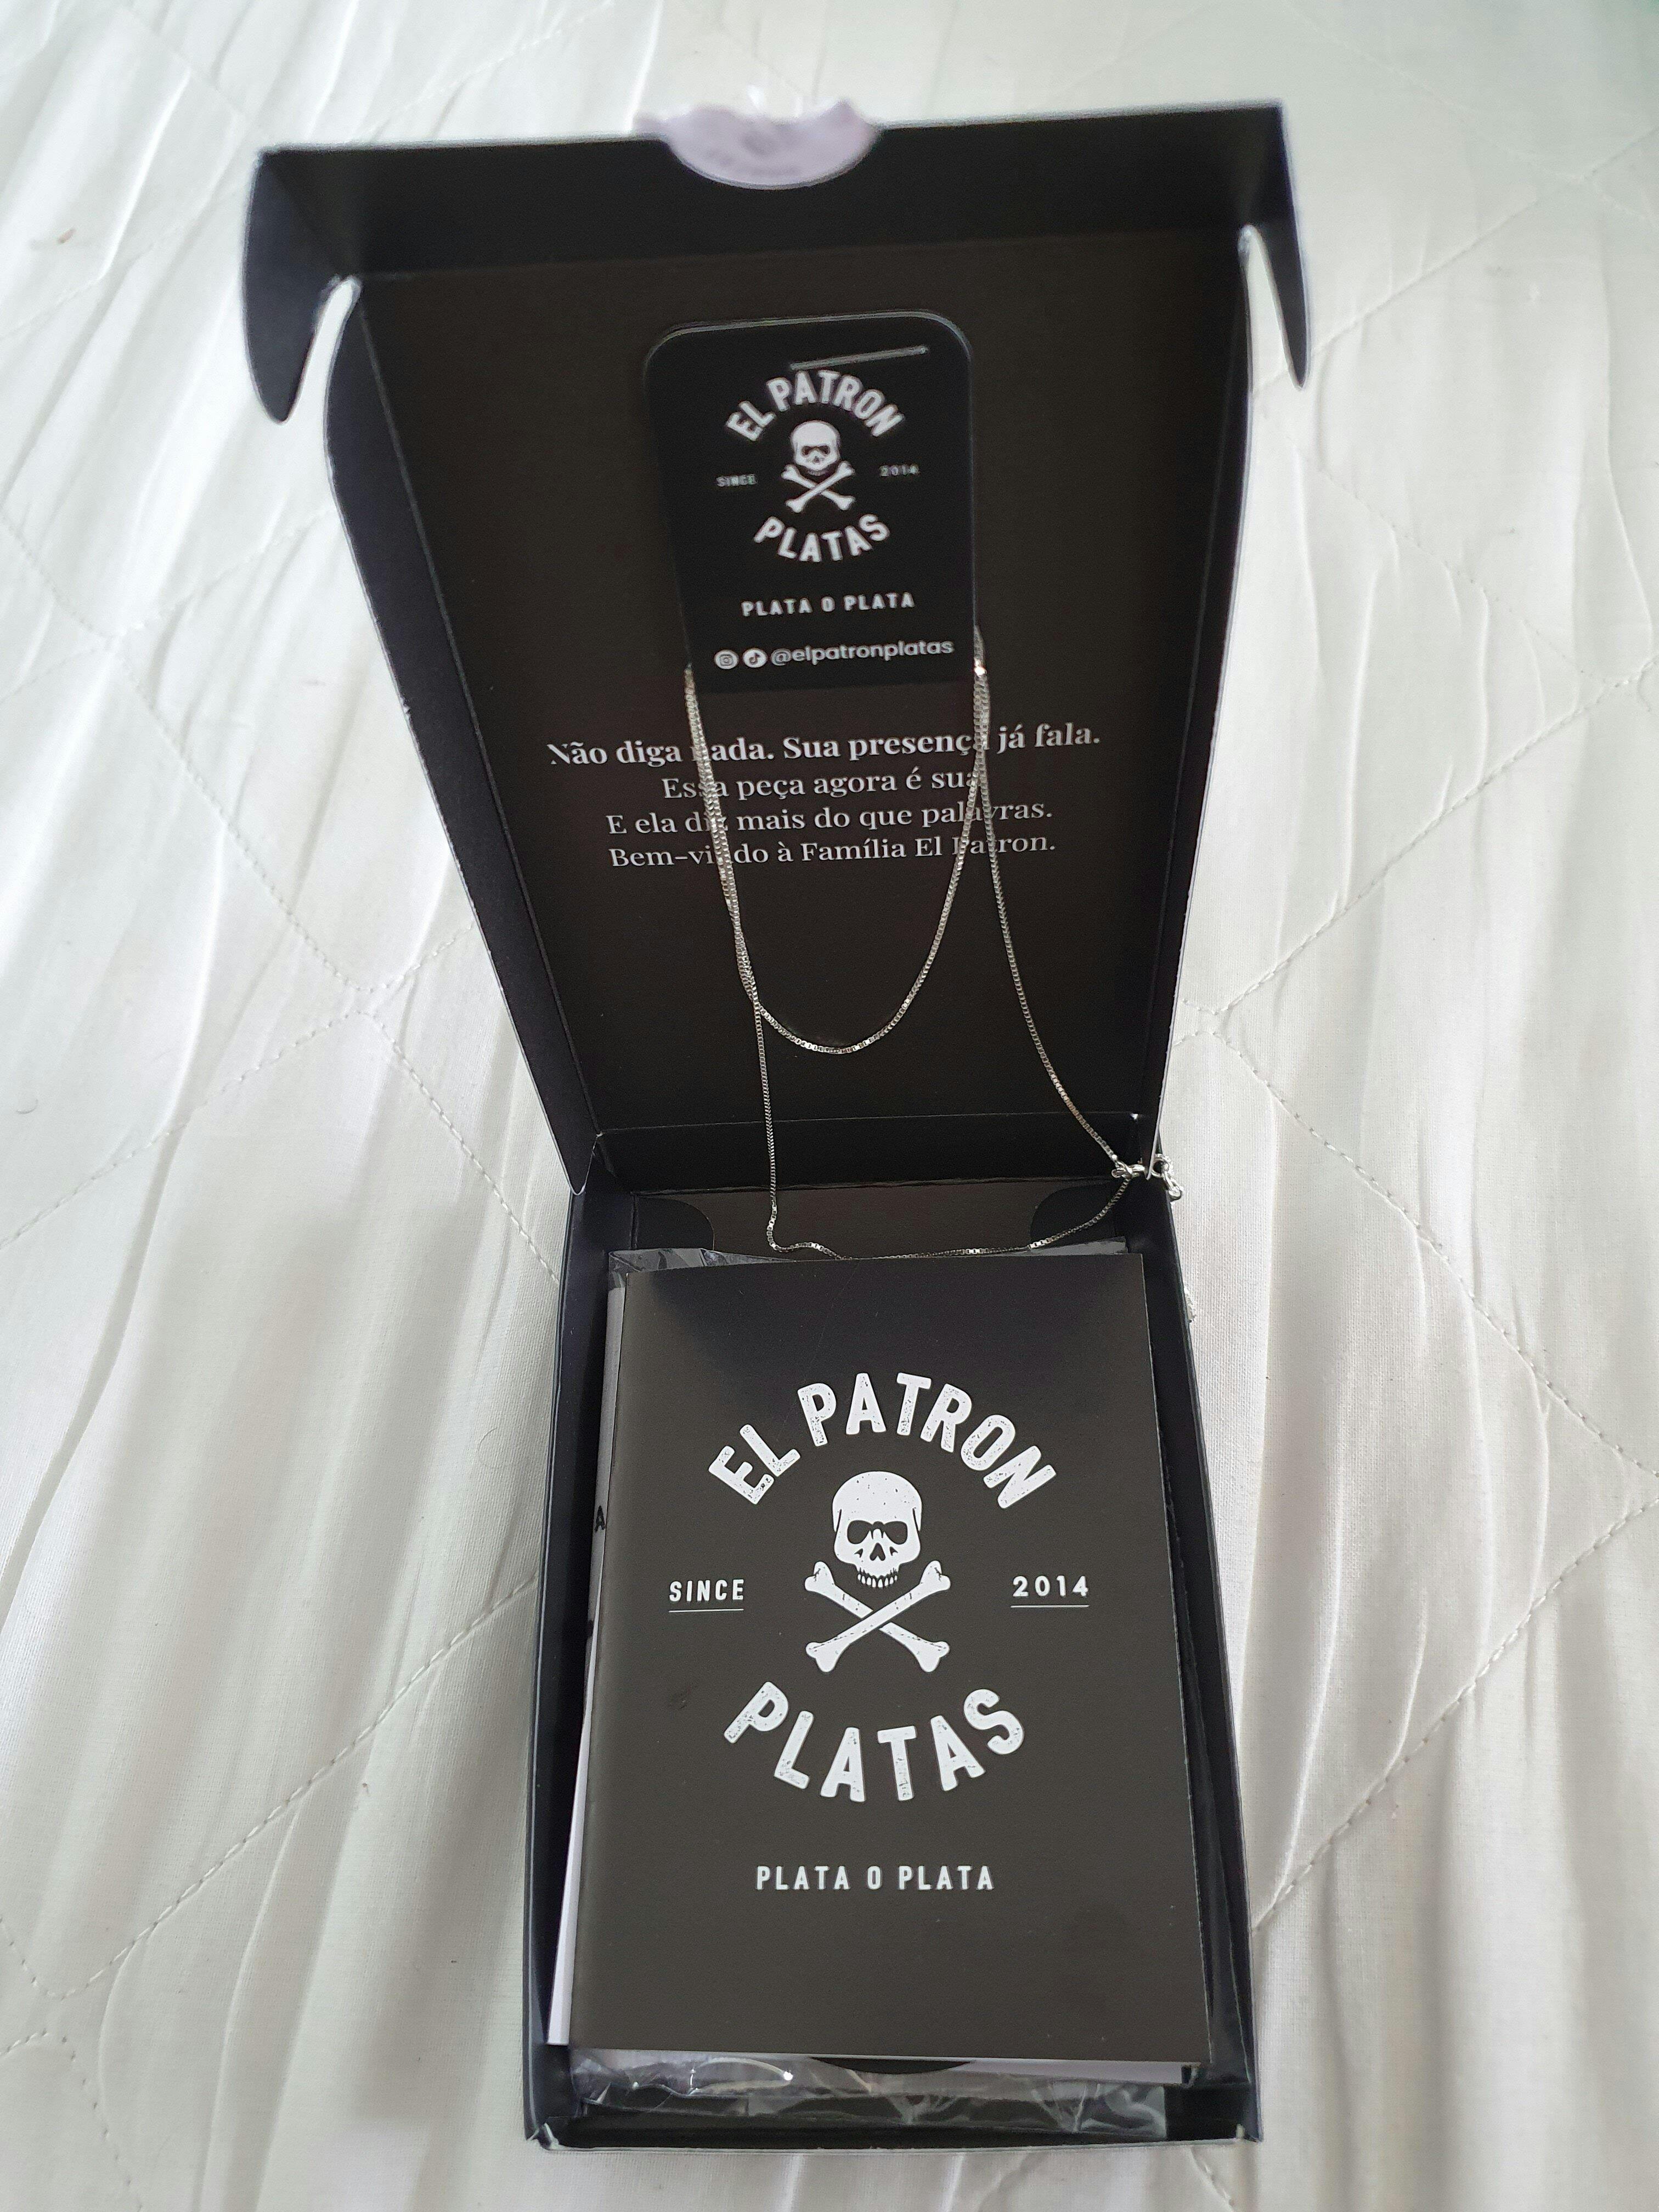 EL PATRON
SINCE 2014
PLATAS
PLATA O PLATA
@elpatronplatas
Não diga nada. Sua presença já fala.
Essa peça agora é sua
E ela diz mais do que palavras.
Bem-vindo à Família El Patron.
EL PATRON
SINCE 2014
PLATAS
PLATA O PLATA